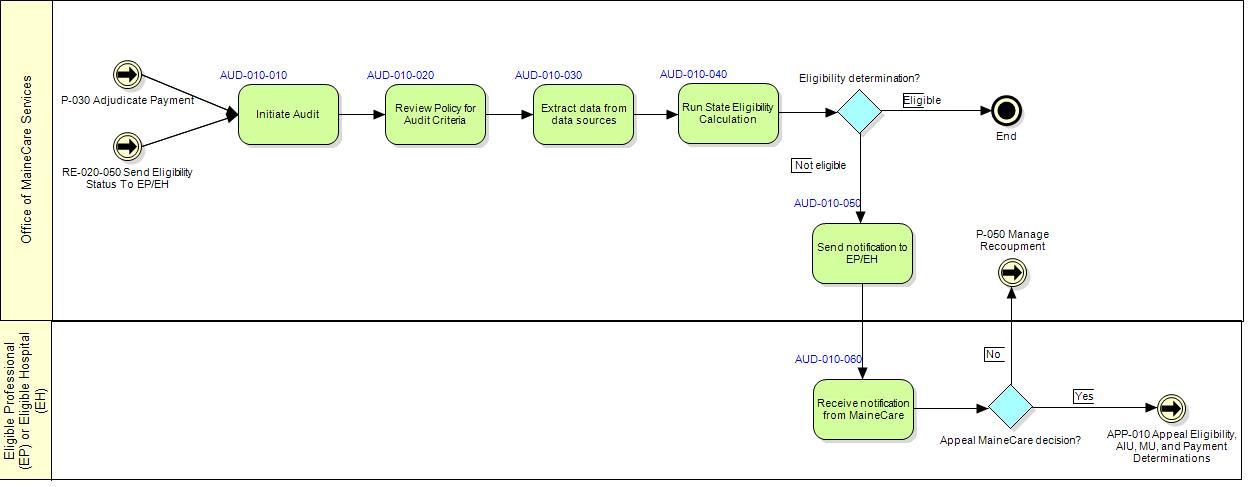 Office of MaineCare Services
P-030 Adjudicate Payment
RE-020-050 Send Eligibility
Status To EP/EH
AUD-010-010
Initiate Audit
AUD-010-020
Review Policy for
Audit Criteria
AUD-010-030
Extract data from
data sources
AUD-010-040
Run State Eligibility
Calculation
Eligibility determination?
Eligible
End
Not eligible
AUD-010-050
Send notification to
EP/EH
P-050 Manage
Recoupment
Eligible Professional
(EP) or Eligible Hospital
(EH)
AUD-010-060
Receive notification
from MaineCare
Appeal MaineCare decision?
No
Yes
APP-010 Appeal Eligibility,
AIU, MU, and Payment
Determinations